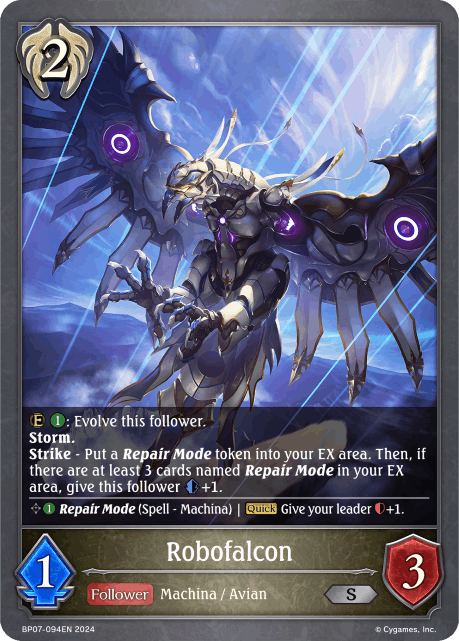 2
E 1: Evolve this follower.
Storm.
Strike - Put a Repair Mode token into your EX area. Then, if
there are at least 3 cards named Repair Mode in your EX
area, give this follower +1.
1 Repair Mode (Spell - Machina) | Quick Give your leader +1.
Robofalcon
1
Follower Machina / Avian
S
3
BP07-094EN 2024
© Cygames, Inc.